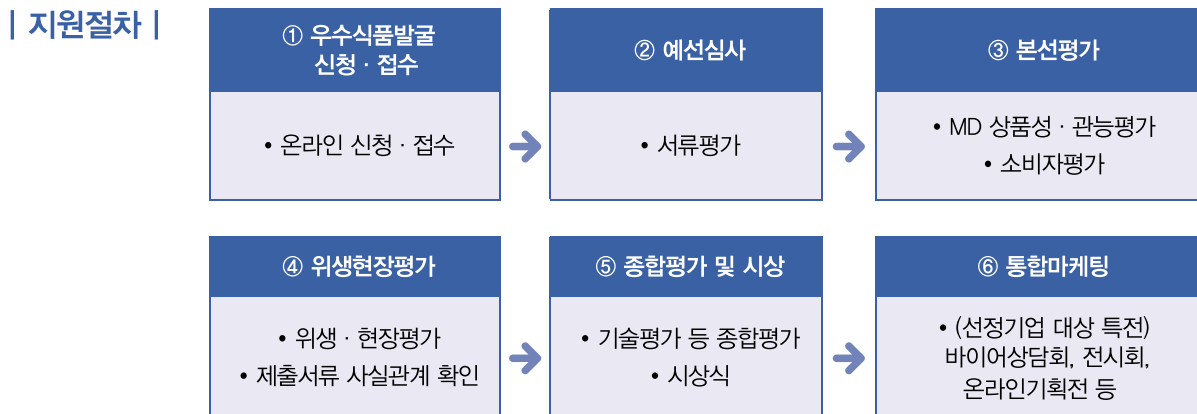 | 지원절차 |
① 우수식품발굴
신청 · 접수
• 온라인 신청 · 접수
② 예선심사
• 서류평가
③ 본선평가
• MD 상품성 · 관능평가
• 소비자평가
④ 위생현장평가
• 위생 · 현장평가
• 제출서류 사실관계 확인
⑤ 종합평가 및 시상
• 기술평가 등 종합평가
• 시상식
⑥ 통합마케팅
• (선정기업 대상 특전)
바이어상담회, 전시회,
온라인기획전 등